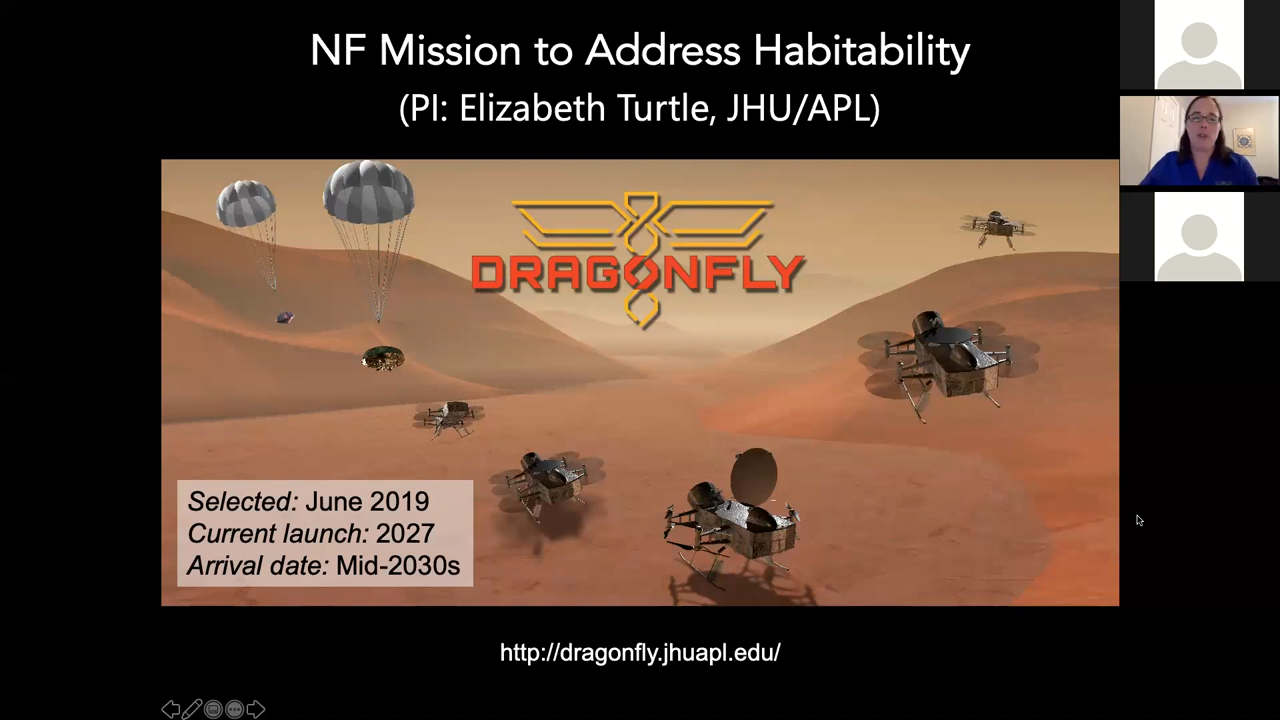 NF Mission to Address Habitability
(PI: Elizabeth Turtle, JHU/APL)
DRAGONFLY
Selected: June 2019
Current launch: 2027
Arrival date: Mid-2030s
http://dragonfly.jhuapl.edu/